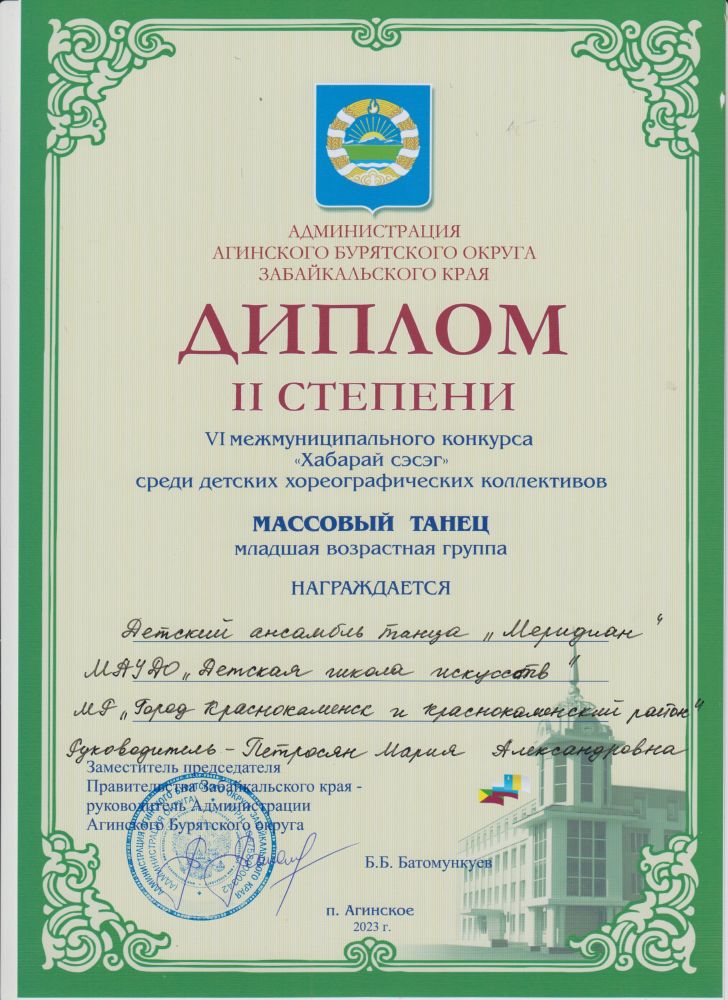 АДМИНИСТРАЦИЯ
АГИНСКОГО БУРЯТСКОГО ОКРУГА
ЗАБАЙКАЛЬСКОГО КРАЯ
ДИПЛОМ
II СТЕПЕНИ
VI межмуниципального конкурса
«Хабарай сэсэг»
среди детских хореографических коллективов
МАССОВЫЙ ТАНЕЦ
младшая возрастная группа
НАГРАЖДАЕТСЯ
Детский ансамбль танца „Меридиан"
МАУДО „Детская школа искусств"
МР „Город Краснокаменск и Краснокаменский район"
Руководитель - Петросян Мария Александровна
Заместитель председателя
Правительства Забайкальского края -
руководитель Администрации
Агинского Бурятского округа
Б.Б. Батомункуев
п. Агинское
2023 г.